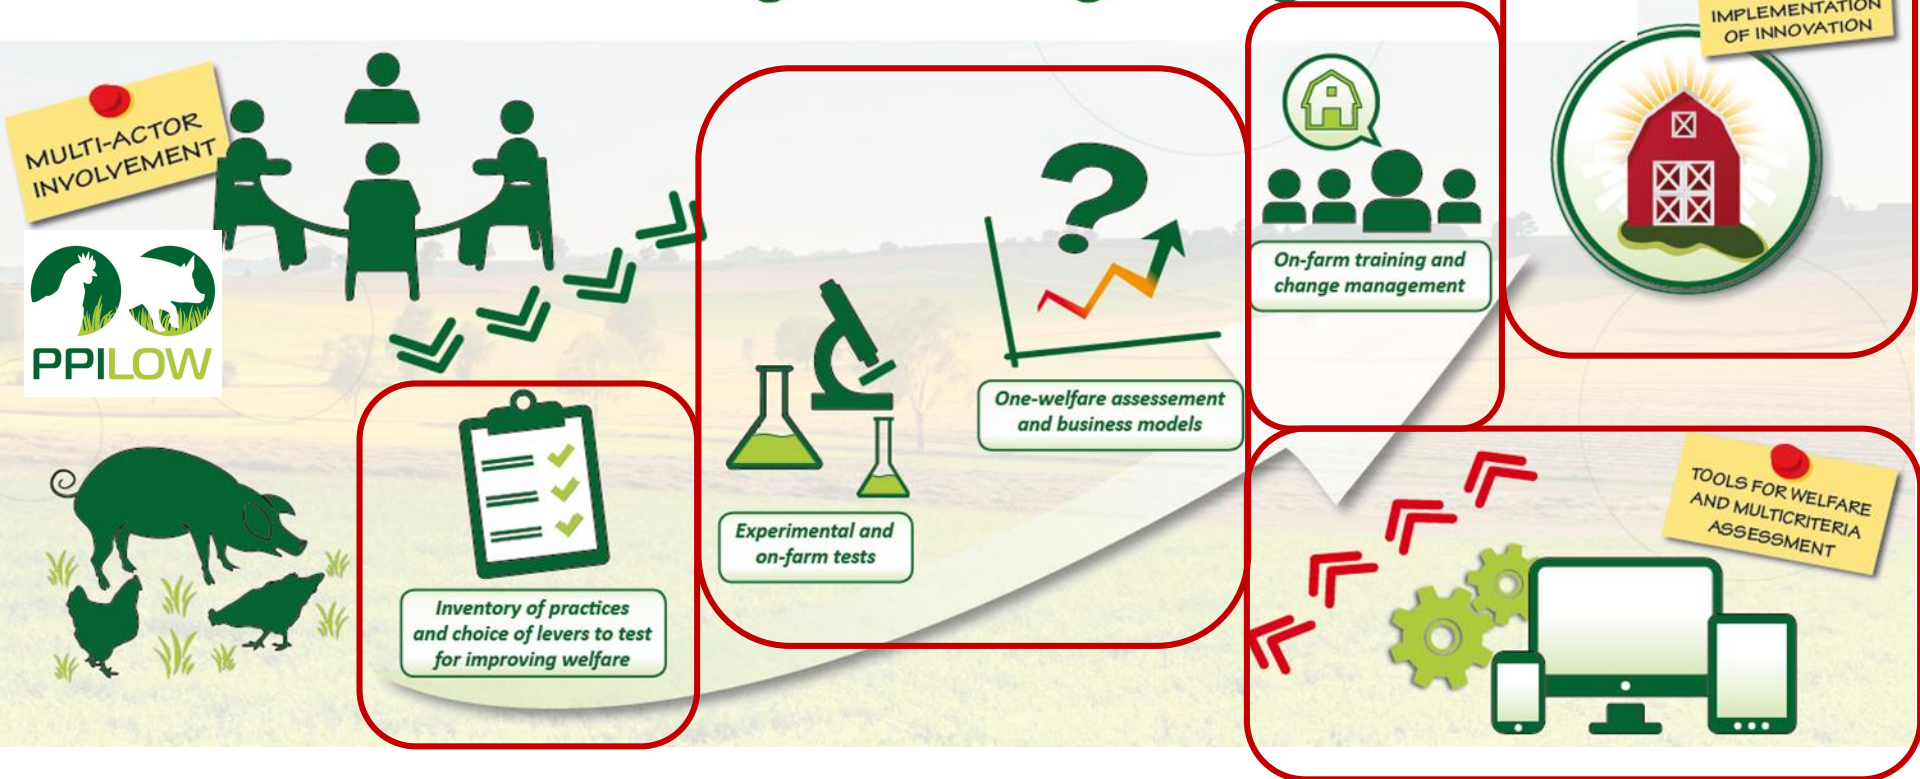 MULTI-ACTOR
INVOLVEMENT
PPILOW
Inventory of practices
and choice of levers to test
for improving welfare
Experimental and
on-farm tests
One-welfare assessement
and business models
On-farm training and
change management
IMPLEMENTATION
OF INNOVATION
TOOLS FOR WELFARE
AND MULTICRITERIA
ASSESSMENT